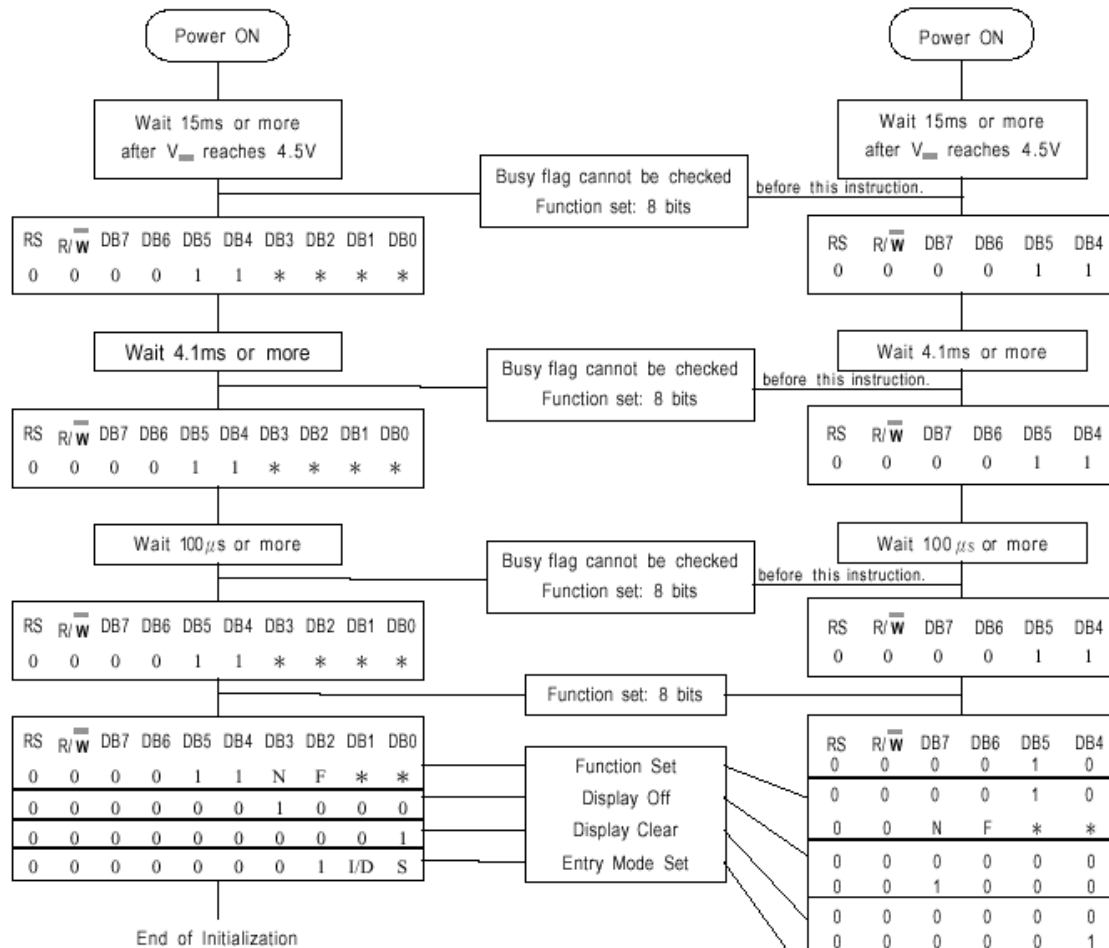 Power ON
Wait 15ms or more
after V reaches 4.5V
RS R/W DB7 DB6 DB5 DB4 DB3 DB2 DB1 DB0
0 0 0 0 1 1 * * * *
Wait 4.1ms or more
RS R/W DB7 DB6 DB5 DB4 DB3 DB2 DB1 DB0
0 0 0 0 1 1 * * * *
Wait 100μs or more
RS R/W DB7 DB6 DB5 DB4 DB3 DB2 DB1 DB0
0 0 0 0 1 1 * * * *
RS R/W DB7 DB6 DB5 DB4 DB3 DB2 DB1 DB0
0 0 0 0 1 1 N F * *
0 0 0 0 0 0 1 0 0 0
0 0 0 0 0 0 0 0 0 1
0 0 0 0 0 0 0 1 I/D S
End of Initialization
Busy flag cannot be checked
Function set: 8 bits
before this instruction.
Busy flag cannot be checked
Function set: 8 bits
before this instruction.
Busy flag cannot be checked
Function set: 8 bits
before this instruction.
Function set: 8 bits
Function Set
Display Off
Display Clear
Entry Mode Set
Power ON
Wait 15ms or more
after V reaches 4.5V
RS R/W DB7 DB6 DB5 DB4
0 0 0 0 1 1
Wait 4.1ms or more
RS R/W DB7 DB6 DB5 DB4
0 0 0 0 1 1
Wait 100μs or more
RS R/W DB7 DB6 DB5 DB4
0 0 0 0 1 1
RS R/W DB7 DB6 DB5 DB4
0 0 0 0 1 0
0 0 0 0 1 0
0 0 N F * *
0 0 0 0 0 0
0 0 1 0 0 0
0 0 0 0 0 0
0 0 0 0 0 1